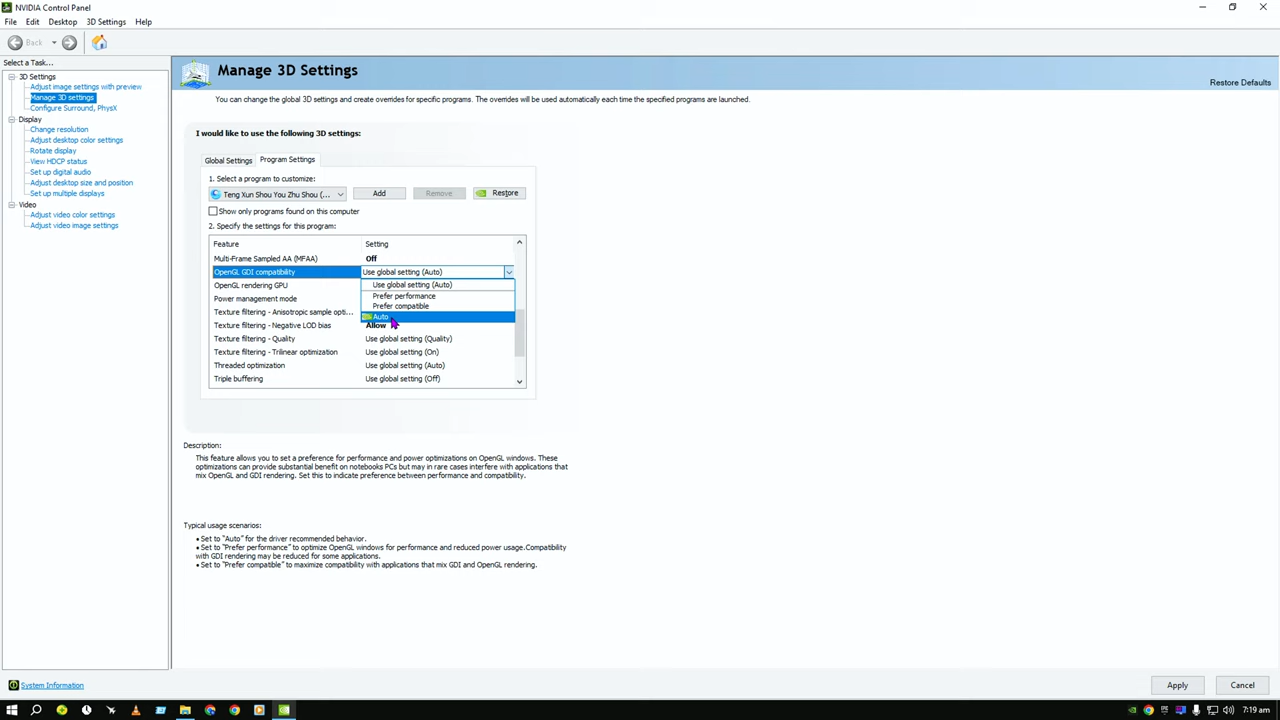 NVIDIA Control Panel
File Edit Desktop 3D Settings Help
Back
Select a Task...
3D Settings
Adjust image settings with preview
Manage 3D settings
Configure Surround, PhysX
Display
Change resolution
Adjust desktop color settings
Rotate display
View HDCP status
Set up digital audio
Adjust desktop size and position
Set up multiple displays
Video
Adjust video color settings
Adjust video image settings
System Information
Manage 3D Settings
Restore Defaults
You can change the global 3D settings and create overrides for specific programs. The overrides will be used automatically each time the specified programs are launched.
I would like to use the following 3D settings:
Global Settings Program Settings
1. Select a program to customize:
Teng Xun Shou You Zhu Shou (... Add Remove Restore
Show only programs found on this computer
2. Specify the settings for this program:
Feature Setting
Multi-Frame Sampled AA (MFAA) Off
OpenGL GDI compatibility Use global setting (Auto)
OpenGL rendering GPU Use global setting (Auto)
Power management mode Prefer performance
Prefer compatible
Texture filtering - Anisotropic sample opti... Auto
Texture filtering - Negative LOD bias Allow
Texture filtering - Quality Use global setting (Quality)
Texture filtering - Trilinear optimization Use global setting (On)
Threaded optimization Use global setting (Auto)
Triple buffering Use global setting (Off)
Description:
This feature allows you to set a preference for performance and power optimizations on OpenGL windows. These
optimizations can provide substantial benefit on notebooks PCs but may in rare cases interfere with applications that
mix OpenGL and GDI rendering. Set this to indicate preference between performance and compatibility.
Typical usage scenarios:
• Set to "Auto" for the driver recommended behavior.
• Set to "Prefer performance" to optimize OpenGL windows for performance and reduced power usage.Compatibility
with GDI rendering may be reduced for some applications.
• Set to "Prefer compatible" to maximize compatibility with applications that mix GDI and OpenGL rendering.
Apply Cancel
7:19 am